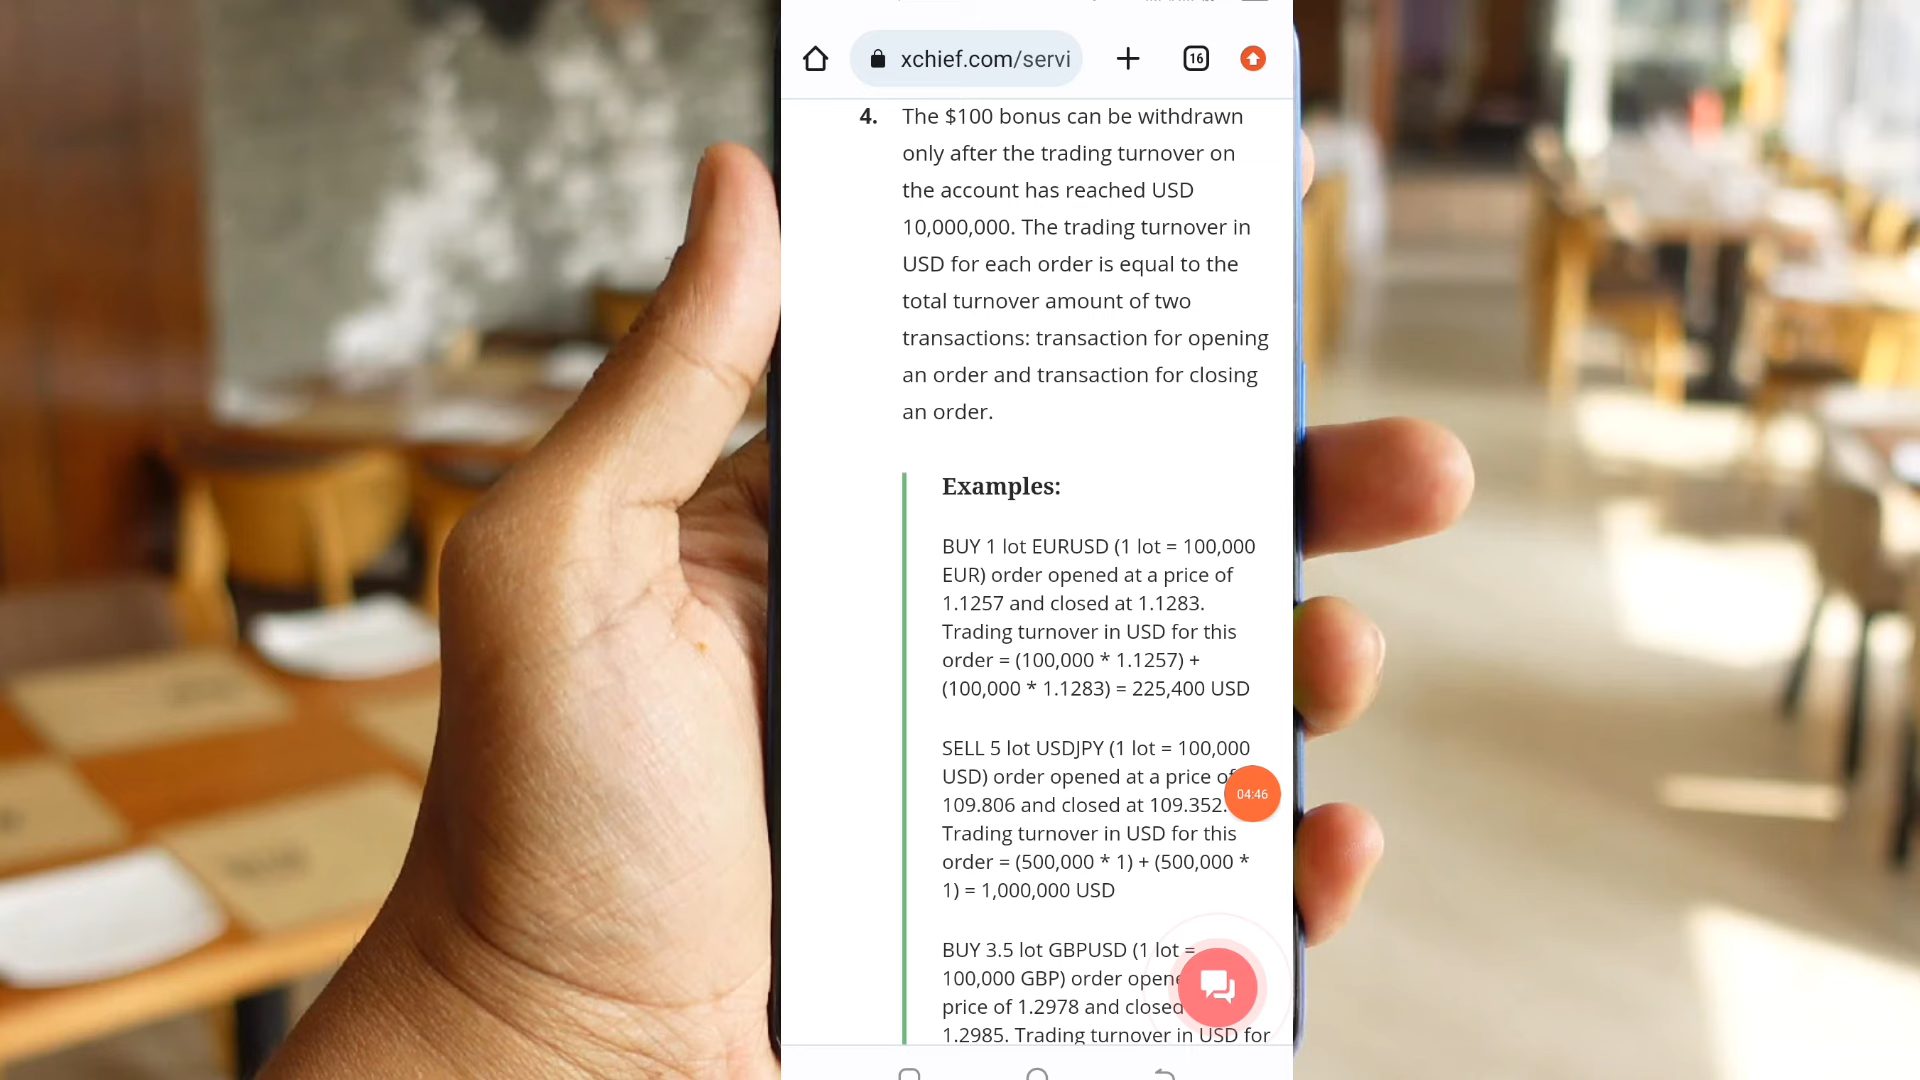 xchief.com/servi
16
4. The $100 bonus can be withdrawn
only after the trading turnover on
the account has reached USD
10,000,000. The trading turnover in
USD for each order is equal to the
total turnover amount of two
transactions: transaction for opening
an order and transaction for closing
an order.
Examples:
BUY 1 lot EURUSD (1 lot = 100,000
EUR) order opened at a price of
1.1257 and closed at 1.1283.
Trading turnover in USD for this
order = (100,000 * 1.1257) +
(100,000 * 1.1283) = 225,400 USD
SELL 5 lot USDJPY (1 lot = 100,000
USD) order opened at a price of
109.806 and closed at 109.352.
04:46
Trading turnover in USD for this
order = (500,000 * 1) + (500,000 *
1) = 1,000,000 USD
BUY 3.5 lot GBPUSD (1 lot =
100,000 GBP) order opene
price of 1.2978 and closed
1.2985. Trading turnover in USD for